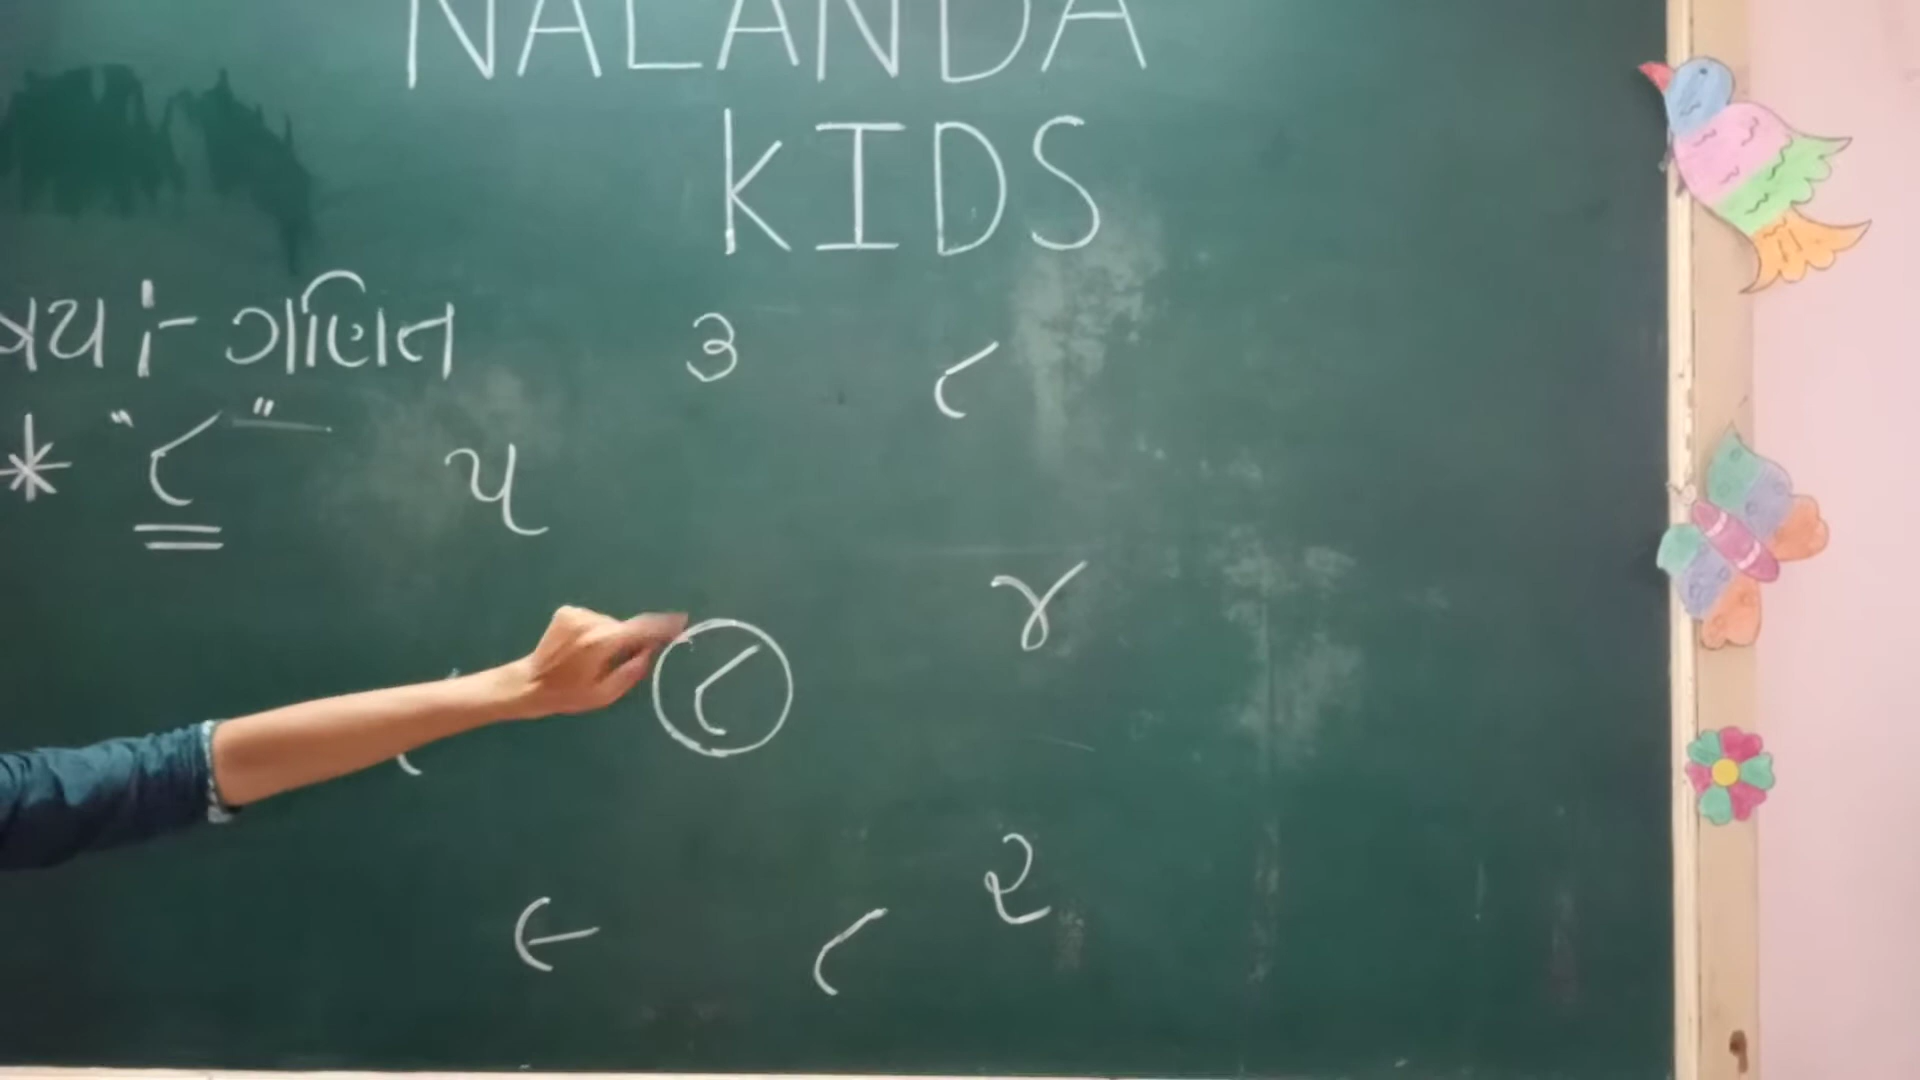 NALANDA
KIDS
વિષય :- ગણિત
* "૮"
૩ ૮
૫
૪
૮
૨
૯ ૮